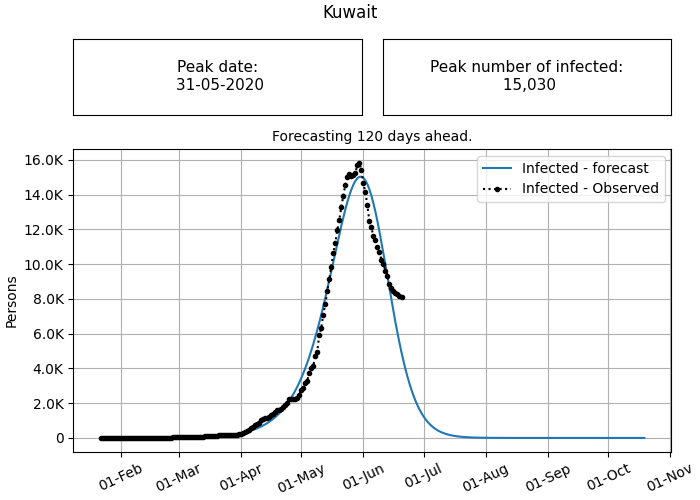 Kuwait
Peak date:
31-05-2020
Peak number of infected:
15,030
Forecasting 120 days ahead.
Infected - forecast
Infected - Observed
Persons
16.0K
14.0K
12.0K
10.0K
8.0K
6.0K
4.0K
2.0K
0
01-Feb
01-Mar
01-Apr
01-May
01-Jun
01-Jul
01-Aug
01-Sep
01-Oct
01-Nov